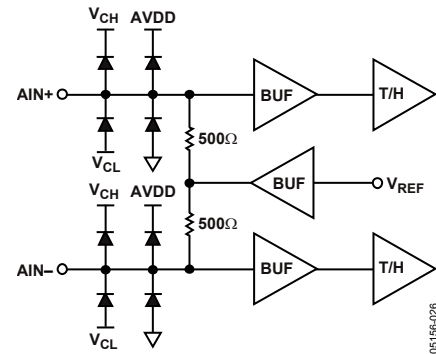 VCH AVDD
AIN+
BUF
T/H
500Ω
VCL
VCH AVDD
BUF
VREF
500Ω
AIN–
BUF
T/H
VCL
05156-026